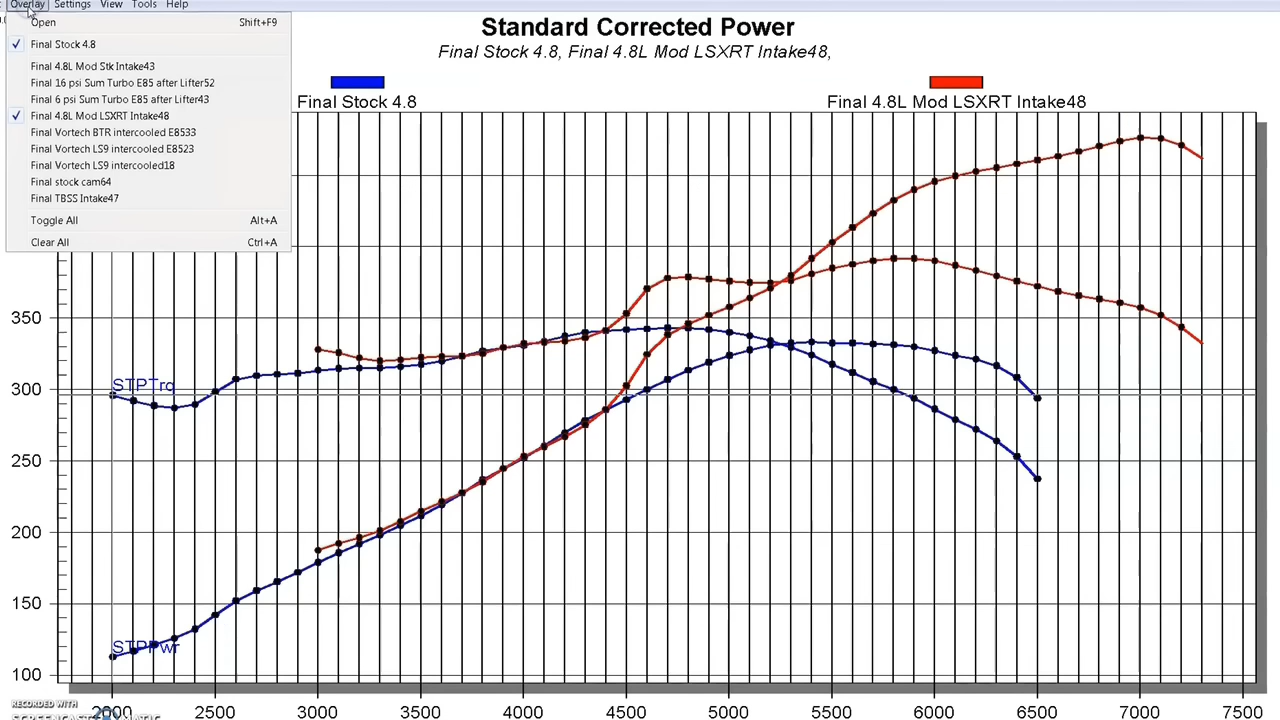 Overlay Settings View Tools Help
Open Shift+F9
Final Stock 4.8
Final 4.8L Mod Stk Intake43
Final 16 psi Sum Turbo E85 after Lifter52
Final 6 psi Sum Turbo E85 after Lifter43
Final 4.8L Mod LSXRT Intake48
Final Vortech BTR intercooled E8533
Final Vortech LS9 intercooled E8523
Final Vortech LS9 intercooled18
Final stock cam64
Final TBSS Intake47
Toggle All Alt+A
Clear All Ctrl+A
Standard Corrected Power
Final Stock 4.8, Final 4.8L Mod LSXRT Intake48,
Final Stock 4.8
Final 4.8L Mod LSXRT Intake48
350
300
250
200
150
100
STPTrq
STPPwr
RECORDED WITH
2000 2500 3000 3500 4000 4500 5000 5500 6000 6500 7000 7500